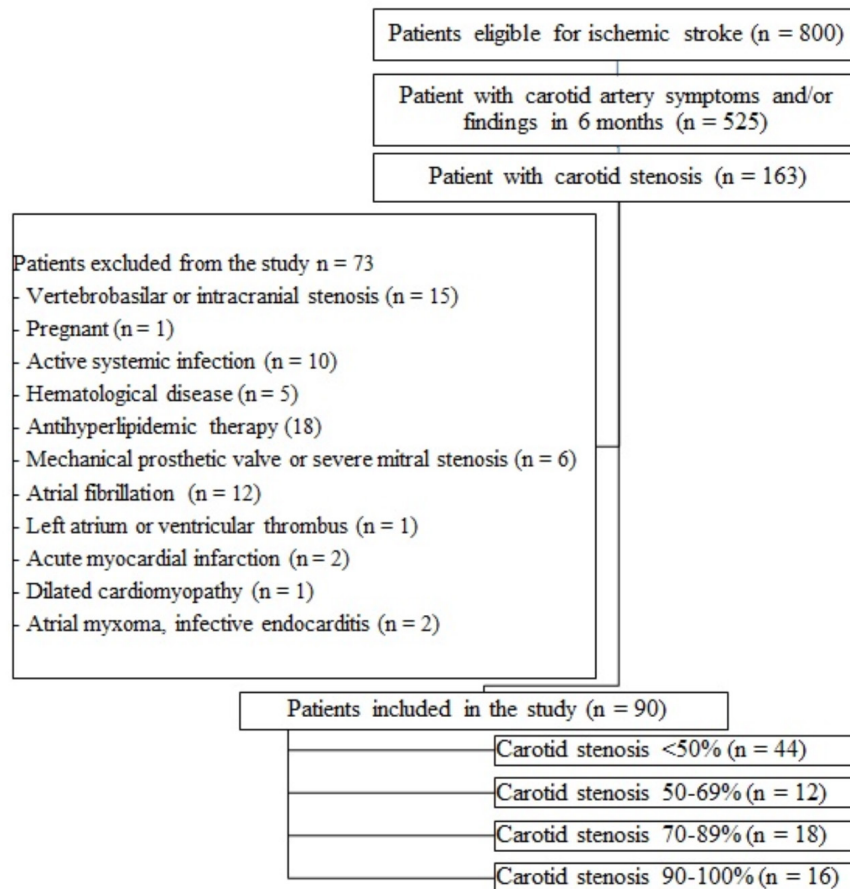 Patients eligible for ischemic stroke (n = 800)
Patient with carotid artery symptoms and/or
findings in 6 months (n = 525)
Patient with carotid stenosis (n = 163)
Patients excluded from the study n = 73
- Vertebrobasilar or intracranial stenosis (n = 15)
- Pregnant (n = 1)
- Active systemic infection (n = 10)
- Hematological disease (n = 5)
- Antihyperlipidemic therapy (18)
- Mechanical prosthetic valve or severe mitral stenosis (n = 6)
- Atrial fibrillation (n = 12)
- Left atrium or ventricular thrombus (n = 1)
- Acute myocardial infarction (n = 2)
- Dilated cardiomyopathy (n = 1)
- Atrial myxoma, infective endocarditis (n = 2)
Patients included in the study (n = 90)
Carotid stenosis <50% (n = 44)
Carotid stenosis 50-69% (n = 12)
Carotid stenosis 70-89% (n = 18)
Carotid stenosis 90-100% (n = 16)